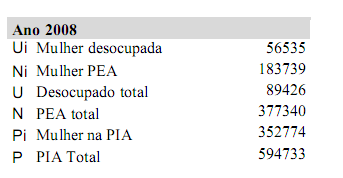 Ano 2008
Ui Mulher desocupada 56535
Ni Mulher PEA 183739
U Desocupado total 89426
N PEA total 377340
Pi Mulher na PIA 352774
P PIA Total 594733